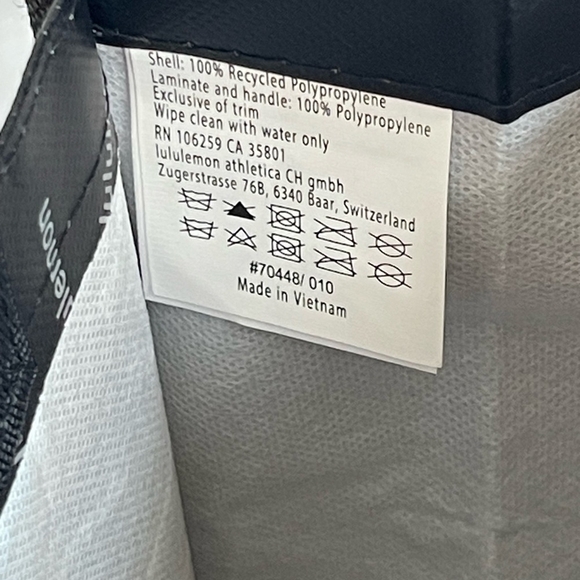 Shell: 100% Recycled Polypropylene
Laminate and handle: 100% Polypropylene
Exclusive of trim
Wipe clean with water only
RN 106259 CA 35801
lululemon athletica CH gmbh
Zugerstrasse 76B, 6340 Baar, Switzerland
#70448/ 010
Made in Vietnam